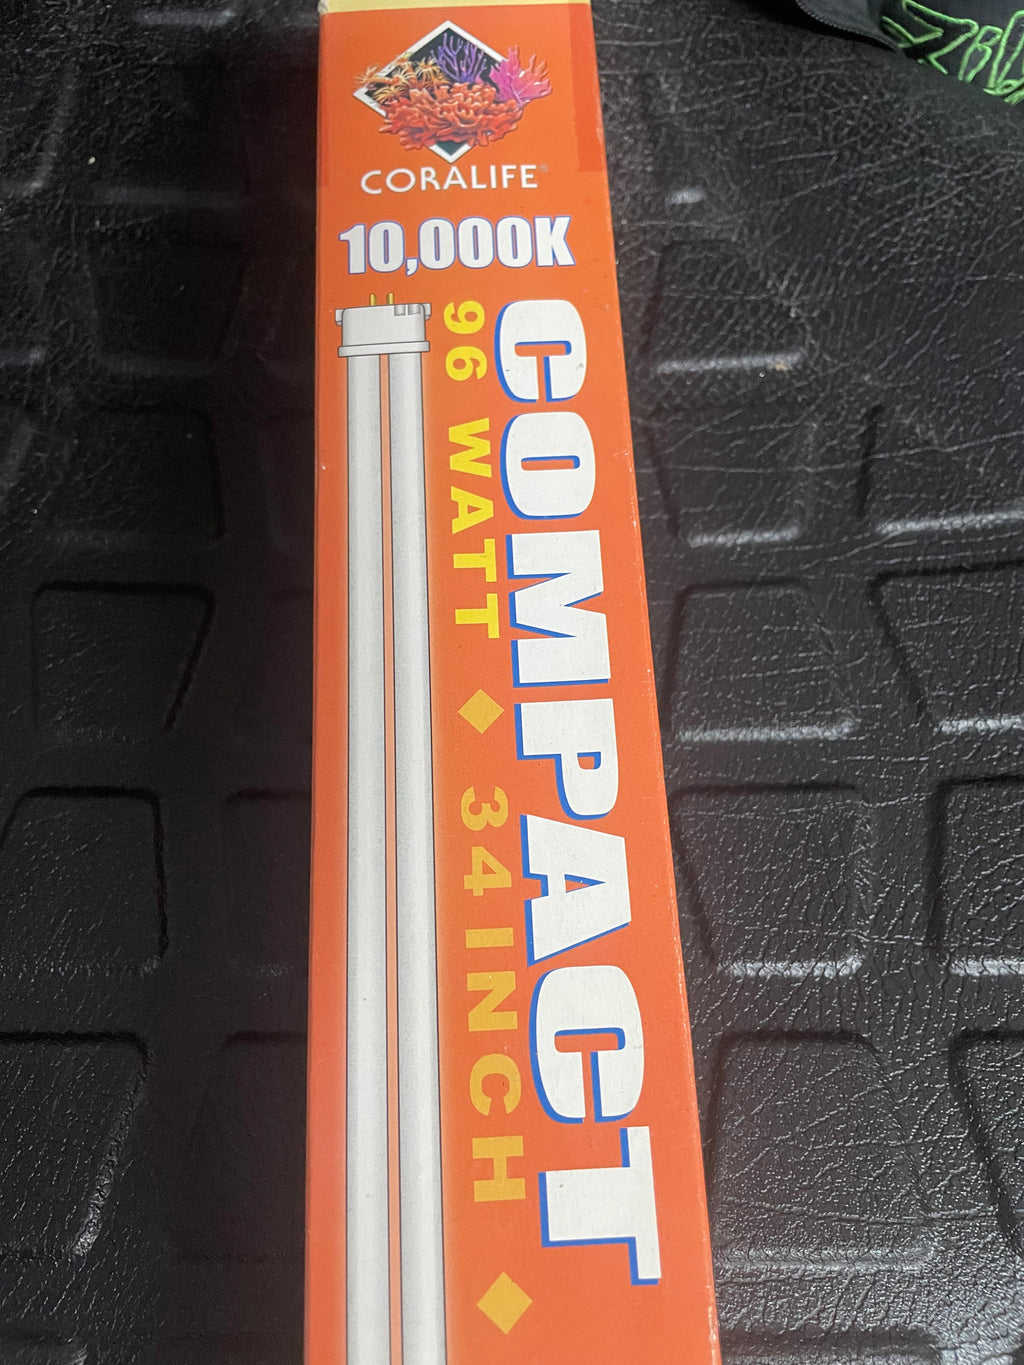 CORALIFE®
10,000K
COMPACT
96 WATT ◆ 34 INCH ◆